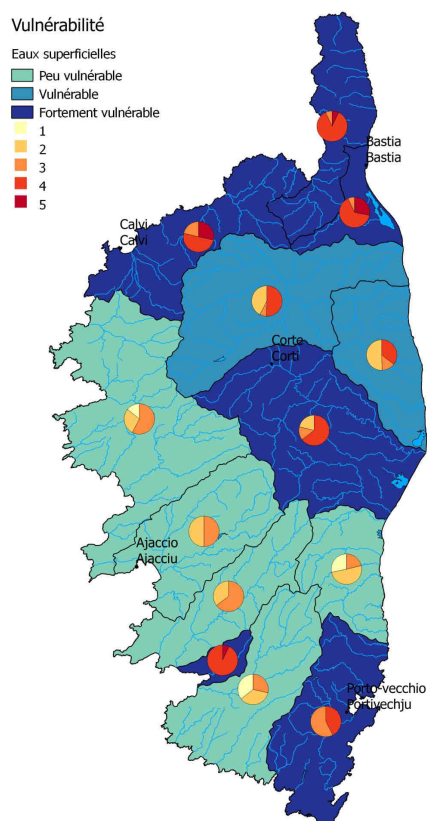 Vulnérabilité
Eaux superficielles
Peu vulnérable
Vulnérable
Fortement vulnérable
1
2
3
4
5
Bastia
Bastia
Calvi
Calvi
Corte
Corti
Ajaccio
Ajacciu
Porto-vecchio
Portivechju